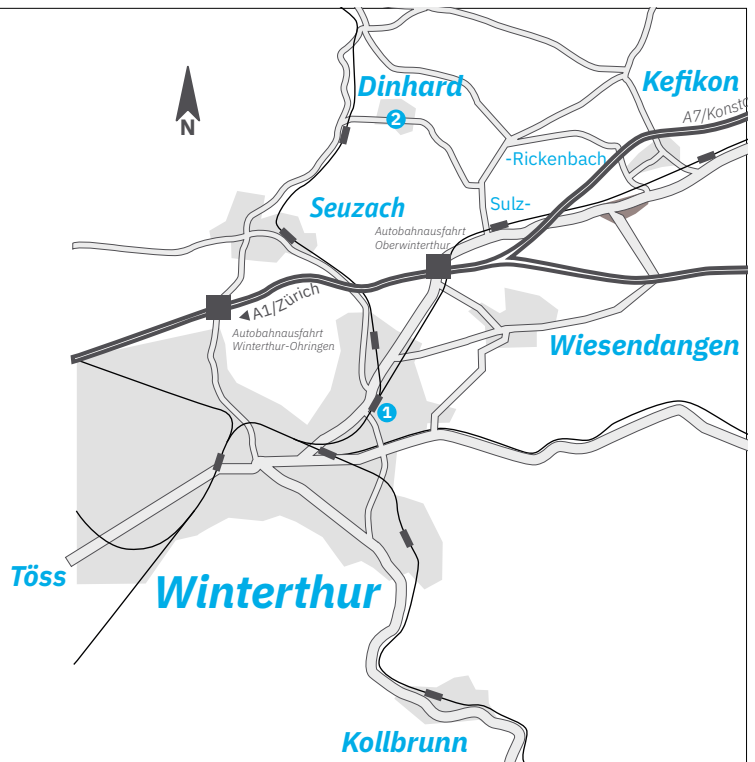 Dinhard
Kefikon
N
2
A7/Konsta
-Rickenbach
Seuzach
Sulz-
Autobahnausfahrt
Oberwinterthur
A1/Zürich
Autobahnausfahrt
Winterthur-Ohringen
Wiesendangen
1
Töss
Winterthur
Kollbrunn